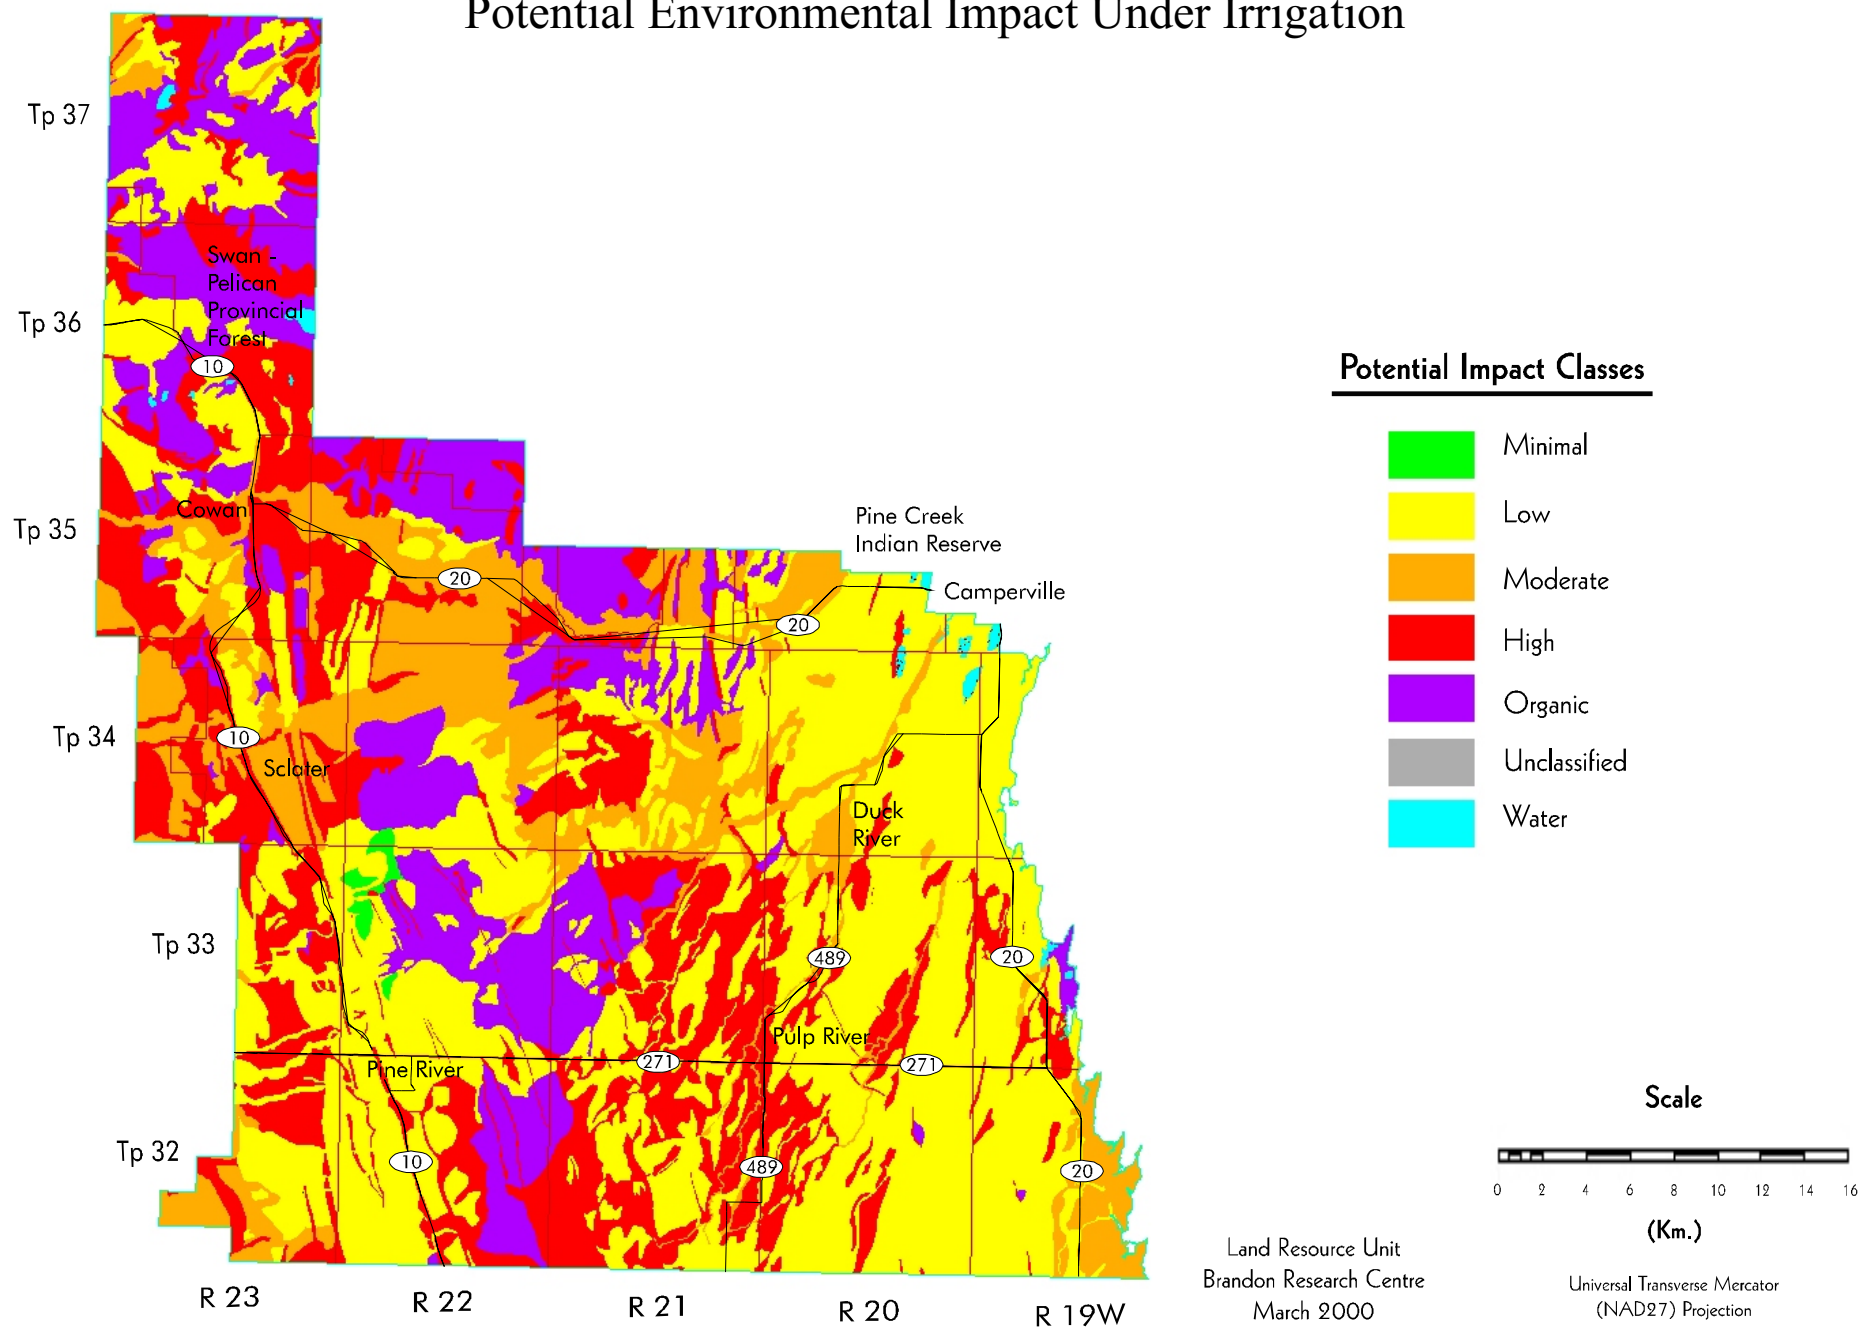 Potential Environmental Impact Under Irrigation
Tp 37
Swan -
Pelican
Provincial
Forest
Tp 36
10
Potential Impact Classes
Minimal
Low
Moderate
High
Organic
Unclassified
Water
Cowan
Tp 35
Pine Creek
Indian Reserve
20
Camperville
20
Tp 34
10
Sclater
Duck
River
Tp 33
489
20
Pulp River
271
271
Pine River
Tp 32
10
489
20
Scale
0 2 4 6 8 10 12 14 16
(Km.)
Land Resource Unit
Brandon Research Centre
March 2000
Universal Transverse Mercator
(NAD27) Projection
R 23
R 22
R 21
R 20
R 19W